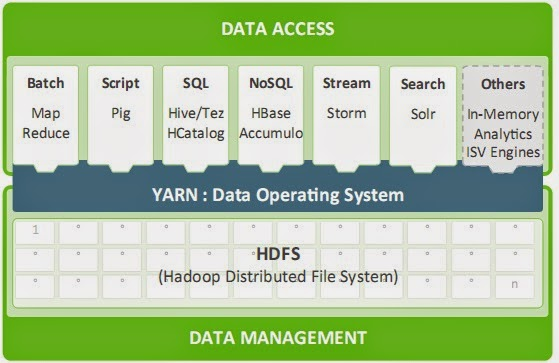 DATA ACCESS
Batch
Map
Reduce
Script
Pig
SQL
Hive/Tez
HCatalog
NoSQL
HBase
Accumulo
Stream
Storm
Search
Solr
Others
In-Memory
Analytics
ISV Engines
YARN : Data Operating System
1
HDFS
(Hadoop Distributed File System)
n
DATA MANAGEMENT